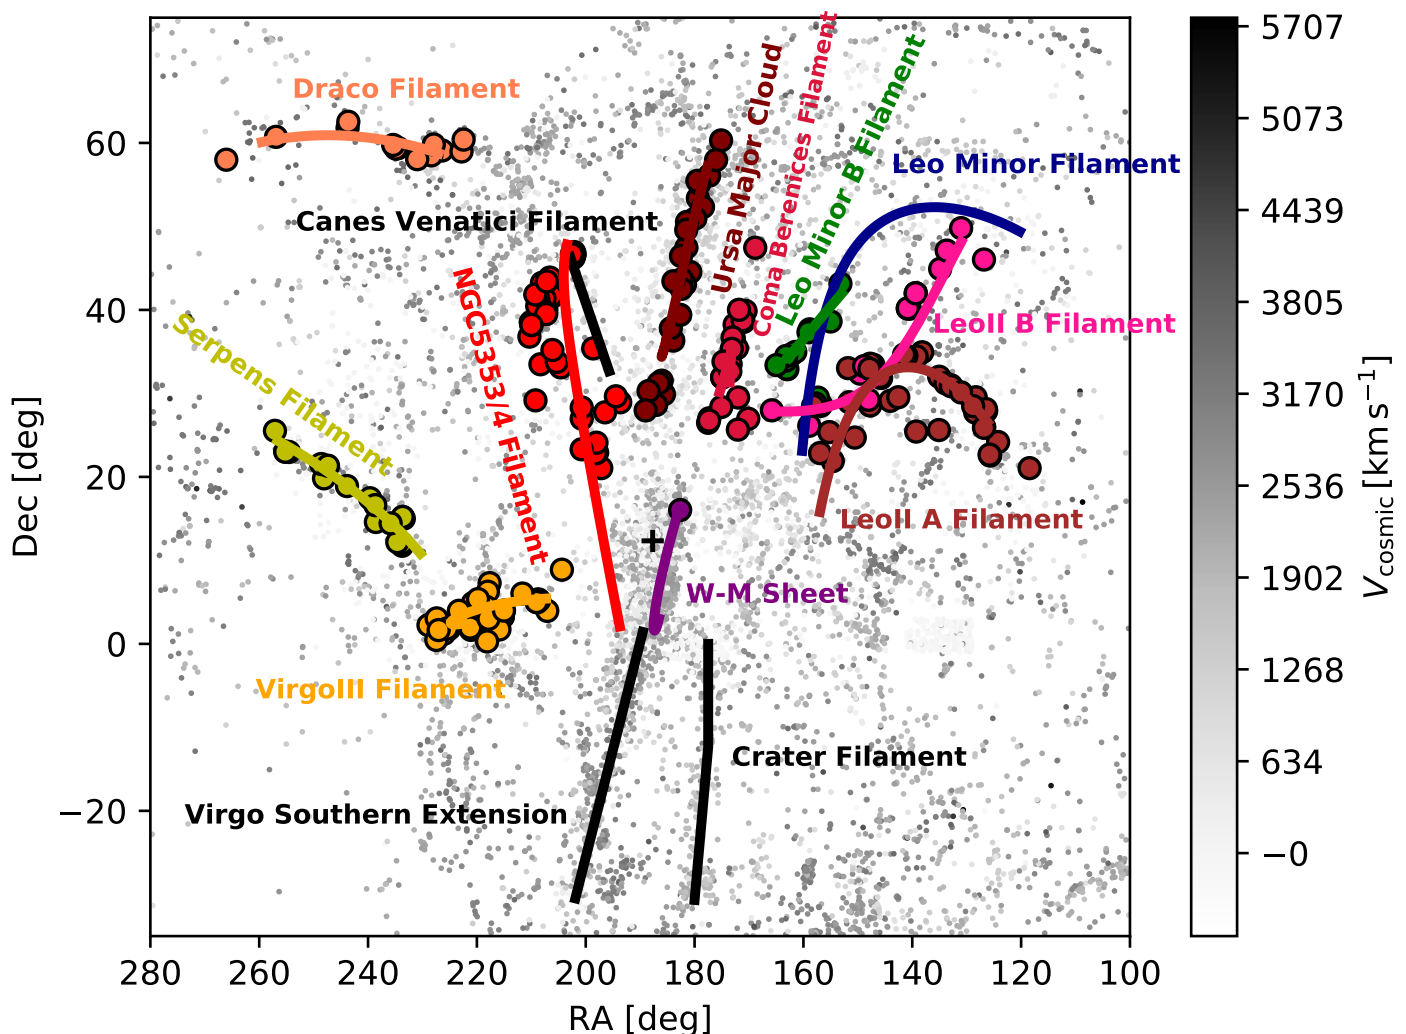 Draco Filament
Canes Venatici Filament
Ursa Major Cloud
Coma Berenices Filament
Leo Minor B Filament
Leo Minor Filament
LeoII B Filament
LeoII A Filament
Serpens Filament
NGC5353/4 Filament
W-M Sheet
VirgoIII Filament
Crater Filament
Virgo Southern Extension
60
40
20
0
−20
Dec [deg]
280 260 240 220 200 180 160 140 120 100
RA [deg]
5707
5073
4439
3805
3170
2536
1902
1268
634
−0
V_cosmic [km s⁻¹]